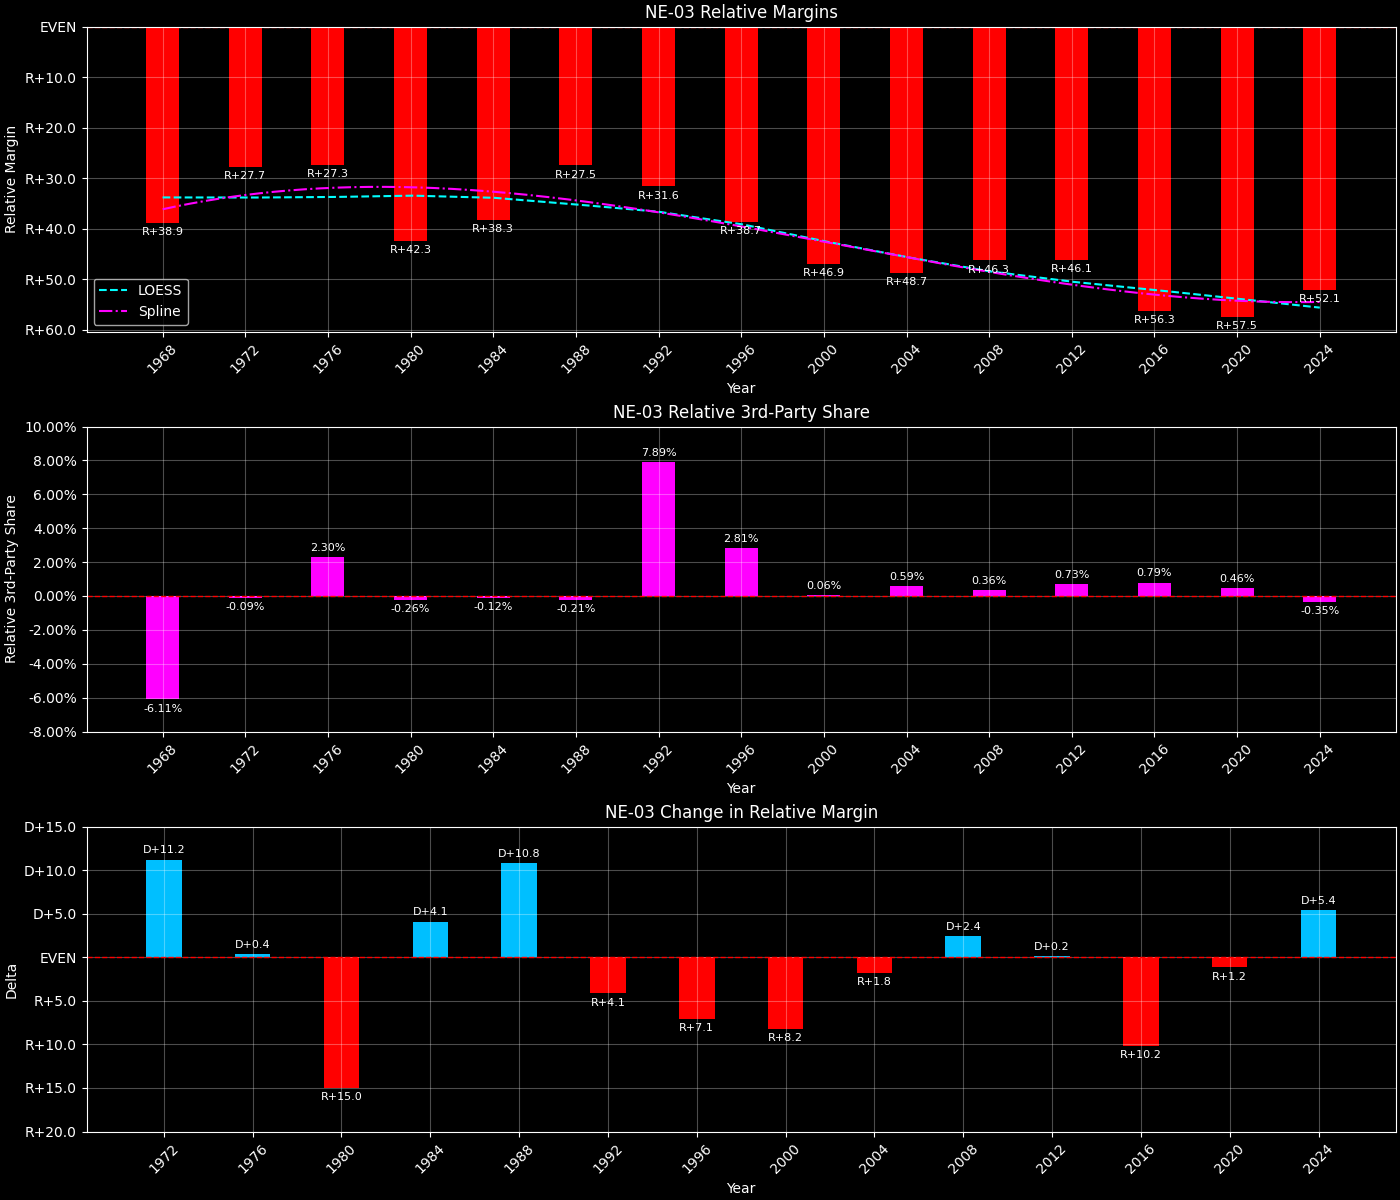 NE-03 Relative Margins
Relative Margin
EVEN
R+10.0
R+20.0
R+30.0
R+40.0
R+50.0
R+60.0
R+38.9
R+27.7
R+27.3
R+42.3
R+38.3
R+27.5
R+31.6
R+38.7
R+46.9
R+48.7
R+46.3
R+46.1
R+56.3
R+57.5
R+52.1
LOESS
Spline
1968
1972
1976
1980
1984
1988
1992
1996
2000
2004
2008
2012
2016
2020
2024
Year
NE-03 Relative 3rd-Party Share
Relative 3rd-Party Share
10.00%
8.00%
6.00%
4.00%
2.00%
0.00%
-2.00%
-4.00%
-6.00%
-8.00%
-6.11%
-0.09%
2.30%
-0.26%
-0.12%
-0.21%
7.89%
2.81%
0.06%
0.59%
0.36%
0.73%
0.79%
0.46%
-0.35%
1968
1972
1976
1980
1984
1988
1992
1996
2000
2004
2008
2012
2016
2020
2024
Year
NE-03 Change in Relative Margin
Delta
D+15.0
D+10.0
D+5.0
EVEN
R+5.0
R+10.0
R+15.0
R+20.0
D+11.2
D+0.4
R+15.0
D+4.1
D+10.8
R+4.1
R+7.1
R+8.2
R+1.8
D+2.4
D+0.2
R+10.2
R+1.2
D+5.4
1972
1976
1980
1984
1988
1992
1996
2000
2004
2008
2012
2016
2020
2024
Year